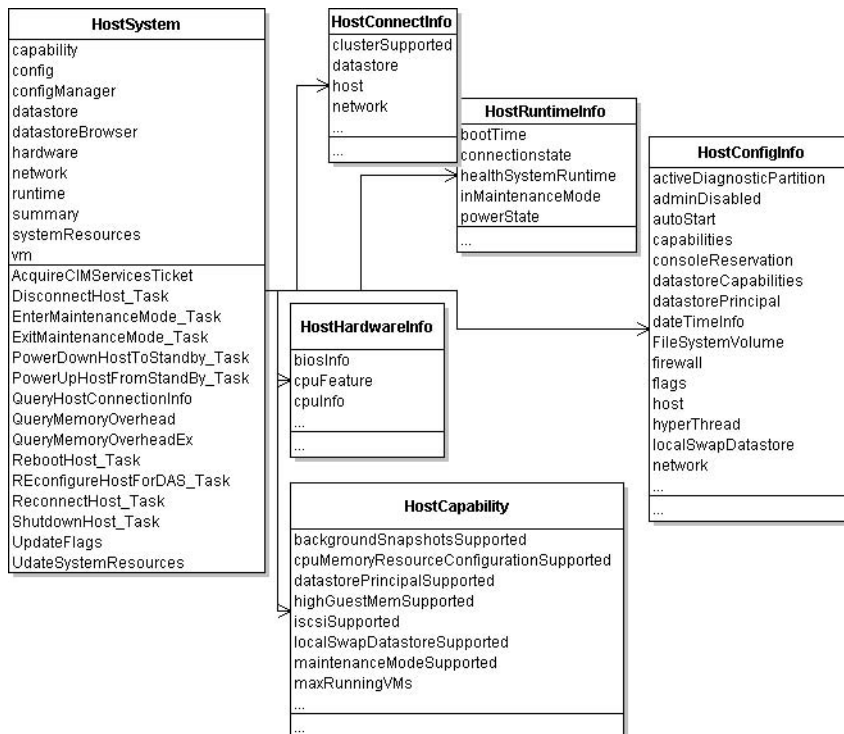 HostSystem
capability
config
configManager
datastore
datastoreBrowser
hardware
network
runtime
summary
systemResources
vm
AcquireCIMServicesTicket
DisconnectHost_Task
EnterMaintenanceMode_Task
ExitMaintenanceMode_Task
PowerDownHostToStandby_Task
PowerUpHostFromStandBy_Task
QueryHostConnectionInfo
QueryMemoryOverhead
QueryMemoryOverheadEx
RebootHost_Task
REconfigureHostForDAS_Task
ReconnectHost_Task
ShutdownHost_Task
UpdateFlags
UdateSystemResources
HostConnectInfo
clusterSupported
datastore
host
network
...
...
HostRuntimeInfo
bootTime
connectionstate
healthSystemRuntime
inMaintenanceMode
powerState
...
HostConfigInfo
activeDiagnosticPartition
adminDisabled
autoStart
capabilities
consoleReservation
datastoreCapabilities
datastorePrincipal
dateTimeInfo
FileSystemVolume
firewall
flags
host
hyperThread
localSwapDatastore
network
...
...
HostHardwareInfo
biosInfo
cpuFeature
cpuInfo
...
...
HostCapability
backgroundSnapshotsSupported
cpuMemoryResourceConfigurationSupported
datastorePrincipalSupported
highGuestMemSupported
iscsiSupported
localSwapDatastoreSupported
maintenanceModeSupported
maxRunningVMs
...
...